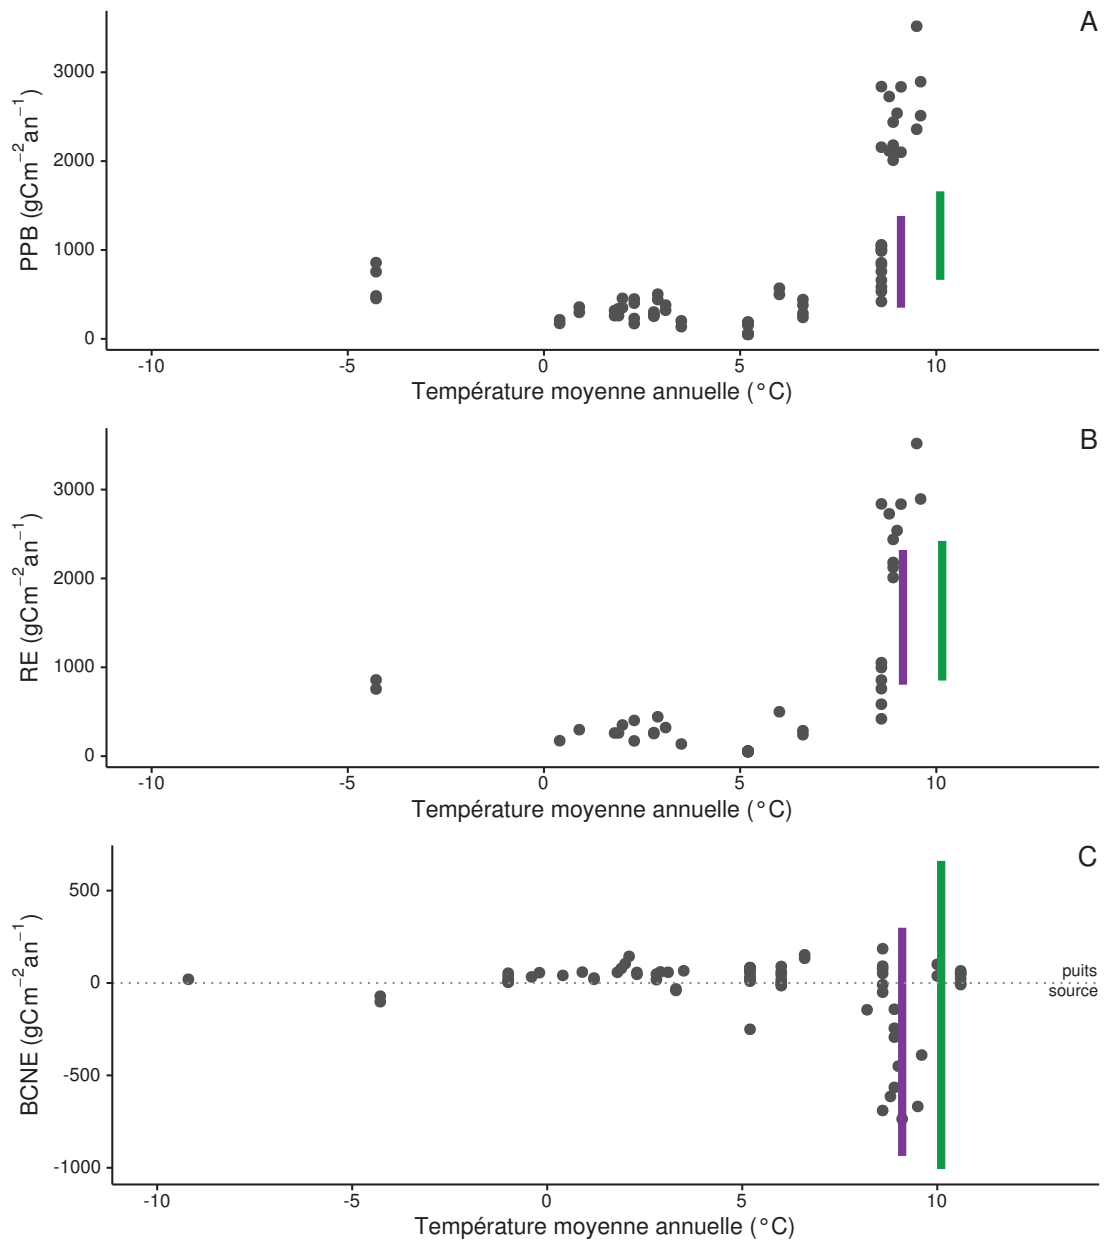 A
3000
2000
1000
0
PPB (gCm⁻²an⁻¹)
-10 -5 0 5 10
Température moyenne annuelle (°C)
B
3000
2000
1000
0
RE (gCm⁻²an⁻¹)
-10 -5 0 5 10
Température moyenne annuelle (°C)
C
500
0
-500
-1000
BCNE (gCm⁻²an⁻¹)
puits
source
-10 -5 0 5 10
Température moyenne annuelle (°C)